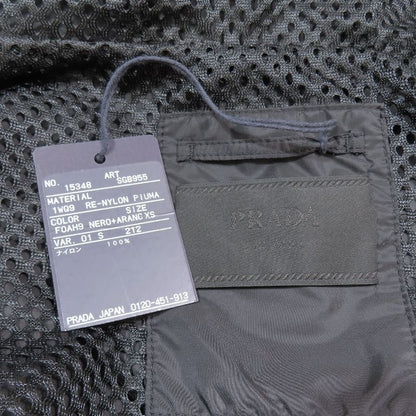 NO. 15348 ART SGB955
MATERIAL
1WQ9 RE-NYLON PIUMA
COLOR SIZE
F0AH9 NERO+ARANC XS
VAR. 01 S 212
ナイロン 100%
PRADA JAPAN 0120-451-913
PRADA